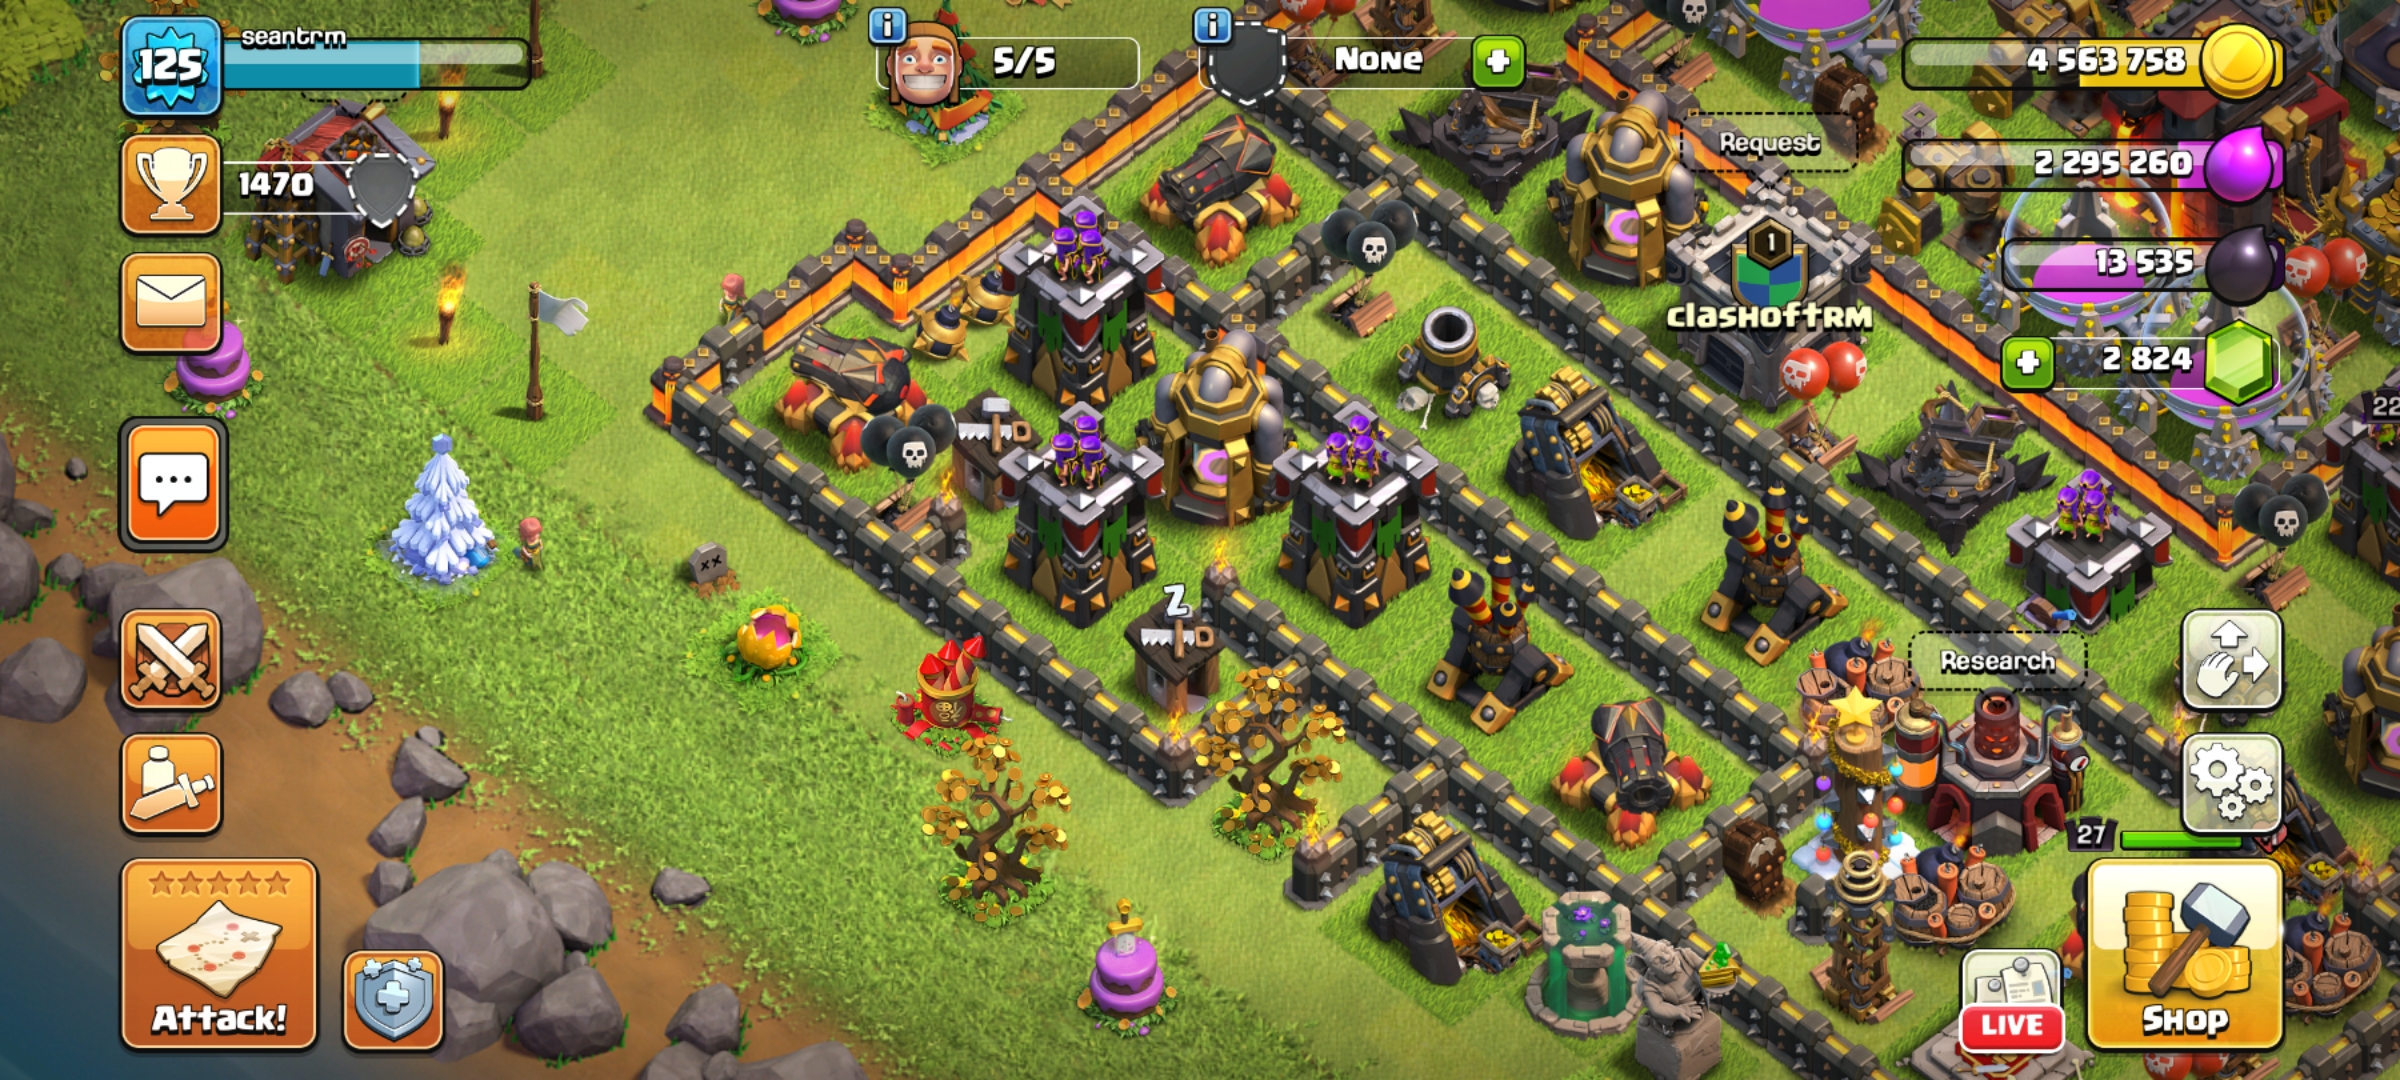 seantrm
125
5/5
None
4 563 758
1470
Request
2 295 260
13 535
1
clashofTRM
2 824
22
xx
Z
Research
27
Attack!
LIVE
Shop